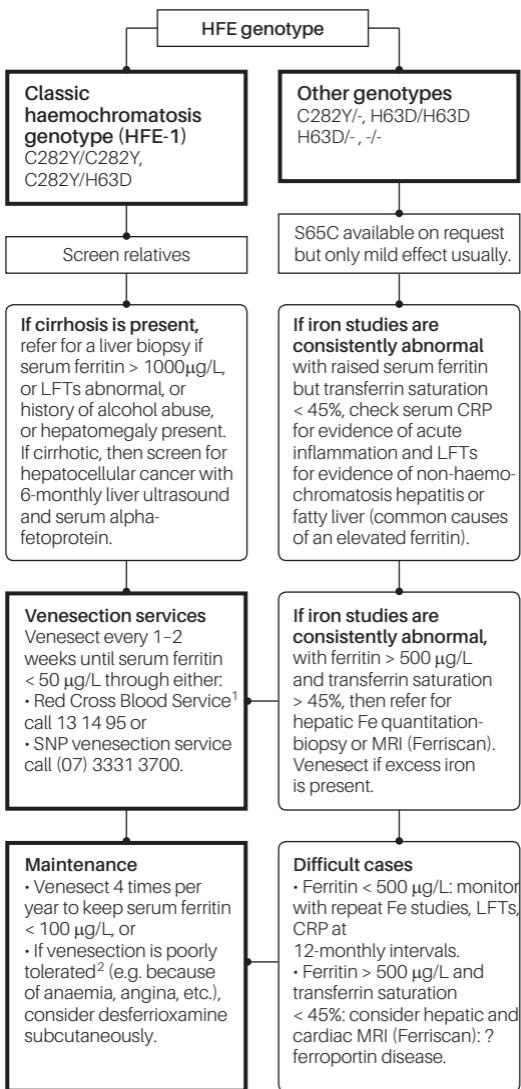 HFE genotype
Classic
haemochromatosis
genotype (HFE-1)
C282Y/C282Y,
C282Y/H63D
Other genotypes
C282Y/-, H63D/H63D
H63D/- , -/-
Screen relatives
S65C available on request
but only mild effect usually.
If cirrhosis is present,
refer for a liver biopsy if
serum ferritin > 1000µg/L,
or LFTs abnormal, or
history of alcohol abuse,
or hepatomegaly present.
If cirrhotic, then screen for
hepatocellular cancer with
6-monthly liver ultrasound
and serum alpha-
fetoprotein.
If iron studies are
consistently abnormal
with raised serum ferritin
but transferrin saturation
< 45%, check serum CRP
for evidence of acute
inflammation and LFTs
for evidence of non-haemo-
chromatosis hepatitis or
fatty liver (common causes
of an elevated ferritin).
Venesection services
Venesect every 1–2
weeks until serum ferritin
< 50 µg/L through either:
• Red Cross Blood Service¹
call 13 14 95 or
• SNP venesection service
call (07) 3331 3700.
If iron studies are
consistently abnormal,
with ferritin > 500 µg/L
and transferrin saturation
> 45%, then refer for
hepatic Fe quantitation-
biopsy or MRI (Ferriscan).
Venesect if excess iron
is present.
Maintenance
• Venesect 4 times per
year to keep serum ferritin
< 100 µg/L, or
• If venesection is poorly
tolerated² (e.g. because
of anaemia, angina, etc.),
consider desferrioxamine
subcutaneously.
Difficult cases
• Ferritin < 500 µg/L: monitor
with repeat Fe studies, LFTs,
CRP at
12-monthly intervals.
• Ferritin > 500 µg/L and
transferrin saturation
< 45%: consider hepatic and
cardiac MRI (Ferriscan): ?
ferroportin disease.